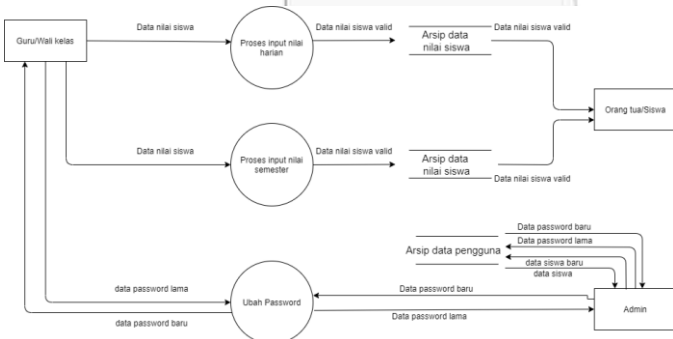 Data nilai siswa
Data nilai siswa valid
Data nilai siswa valid
Guru/Wali kelas
Proses input nilai
harian
Arsip data
nilai siswa
Orang tua/Siswa
Data nilai siswa
Data nilai siswa valid
Proses input nilai
semester
Arsip data
nilai siswa
Data nilai siswa valid
Data password baru
Data password lama
Arsip data pengguna
data siswa baru
data siswa
data password lama
Ubah Password
Data password baru
Admin
data password baru
Data password lama